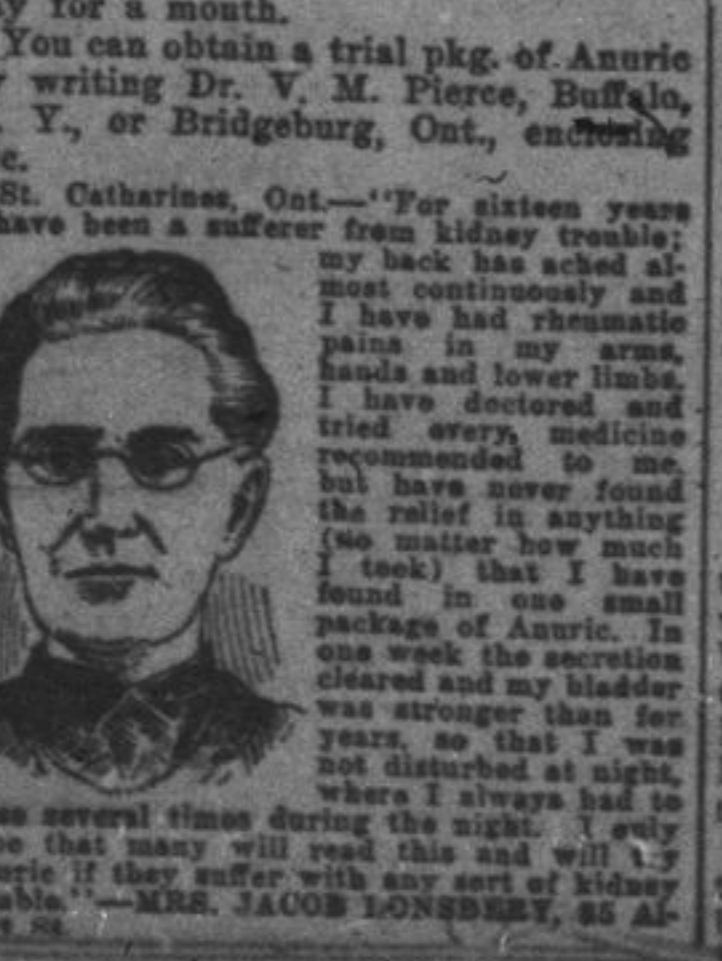 for a month.
You can obtain a trial pkg. of Anuric
writing Dr. V. M. Pierce, Buffalo,
Y., or Bridgeburg, Ont., enclosing
c.
St. Catharines, Ont.—"For sixteen years
have been a sufferer from kidney trouble;
my back has ached al-
most continuously and
I have had rheumatic
pains in my arms,
hands and lower limbs.
I have doctored and
tried every medicine
recommended to me,
but have never found
the relief in anything
(no matter how much
I took) that I have
found in one small
package of Anuric. In
one week the secretion
cleared and my bladder
was stronger than for
years, so that I was
not disturbed at night,
where I always had to
several times during the night. I only
that many will read this and will try
if they suffer with any sort of kidney
MRS. JACOB LONSBERY, Al-
St.